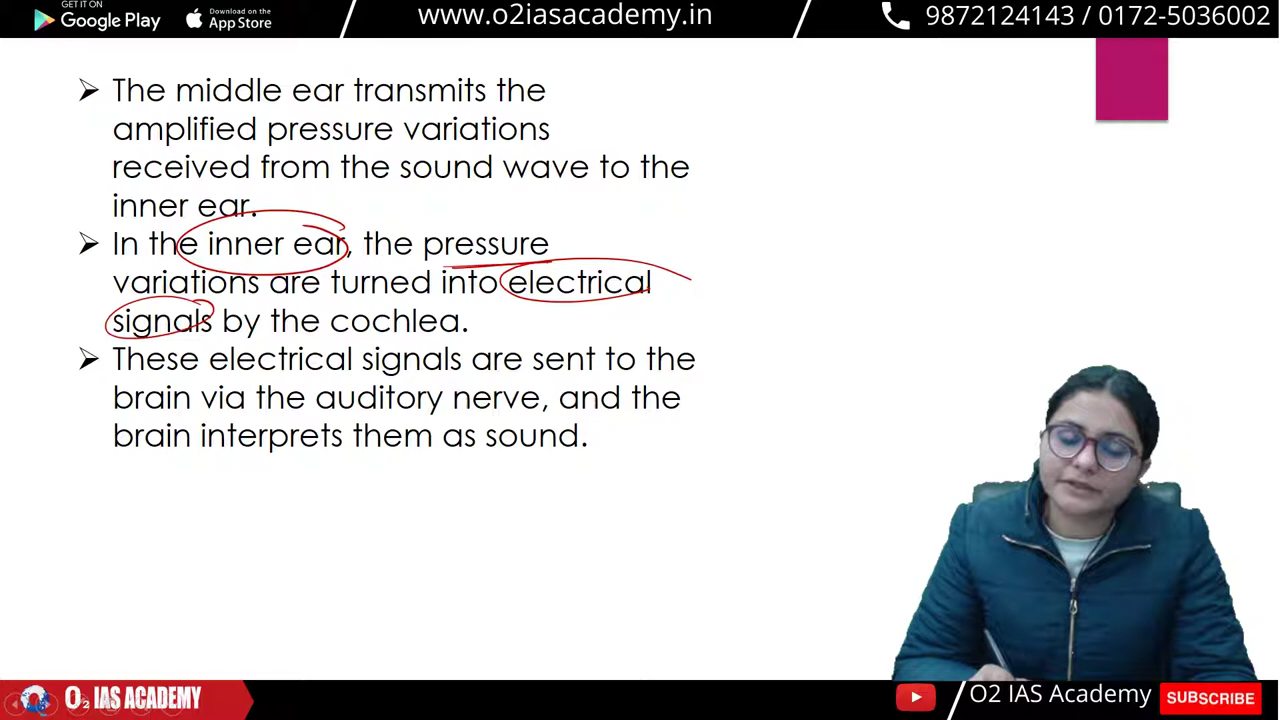 GET IT ON
Google Play
Download on the
App Store
www.o2iasacademy.in
9872124143 / 0172-5036002
➢ The middle ear transmits the
amplified pressure variations
received from the sound wave to the
inner ear.
➢ In the inner ear, the pressure
variations are turned into electrical
signals by the cochlea.
➢ These electrical signals are sent to the
brain via the auditory nerve, and the
brain interprets them as sound.
O2 IAS ACADEMY
O2 IAS Academy
SUBSCRIBE